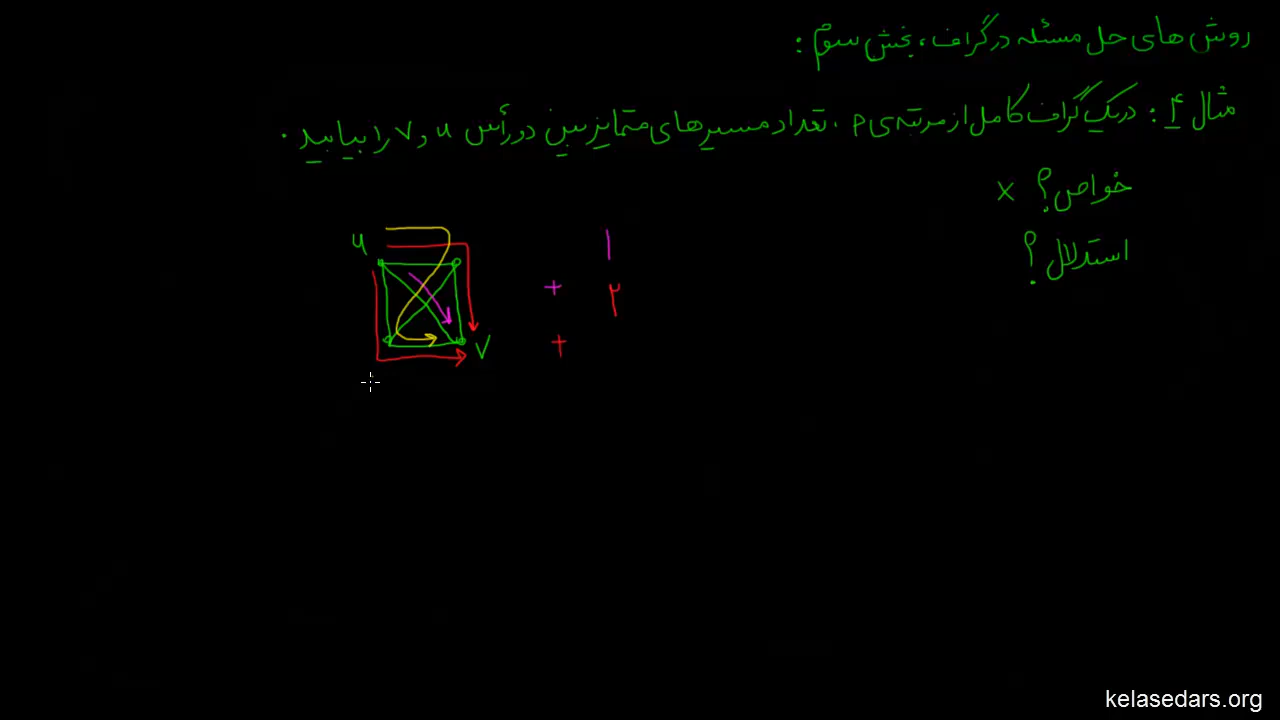 روش های حل مسئله در گراف، بخش سوم :
مثال ۴ : در یک گراف کامل از مرتبه ی p ، تعداد مسیرهای متمایز بین دو رأس u و v را بیابید .
خواص ؟ ×
استدلال ؟
u
v
۱
+ ۲
+
kelasedars.org